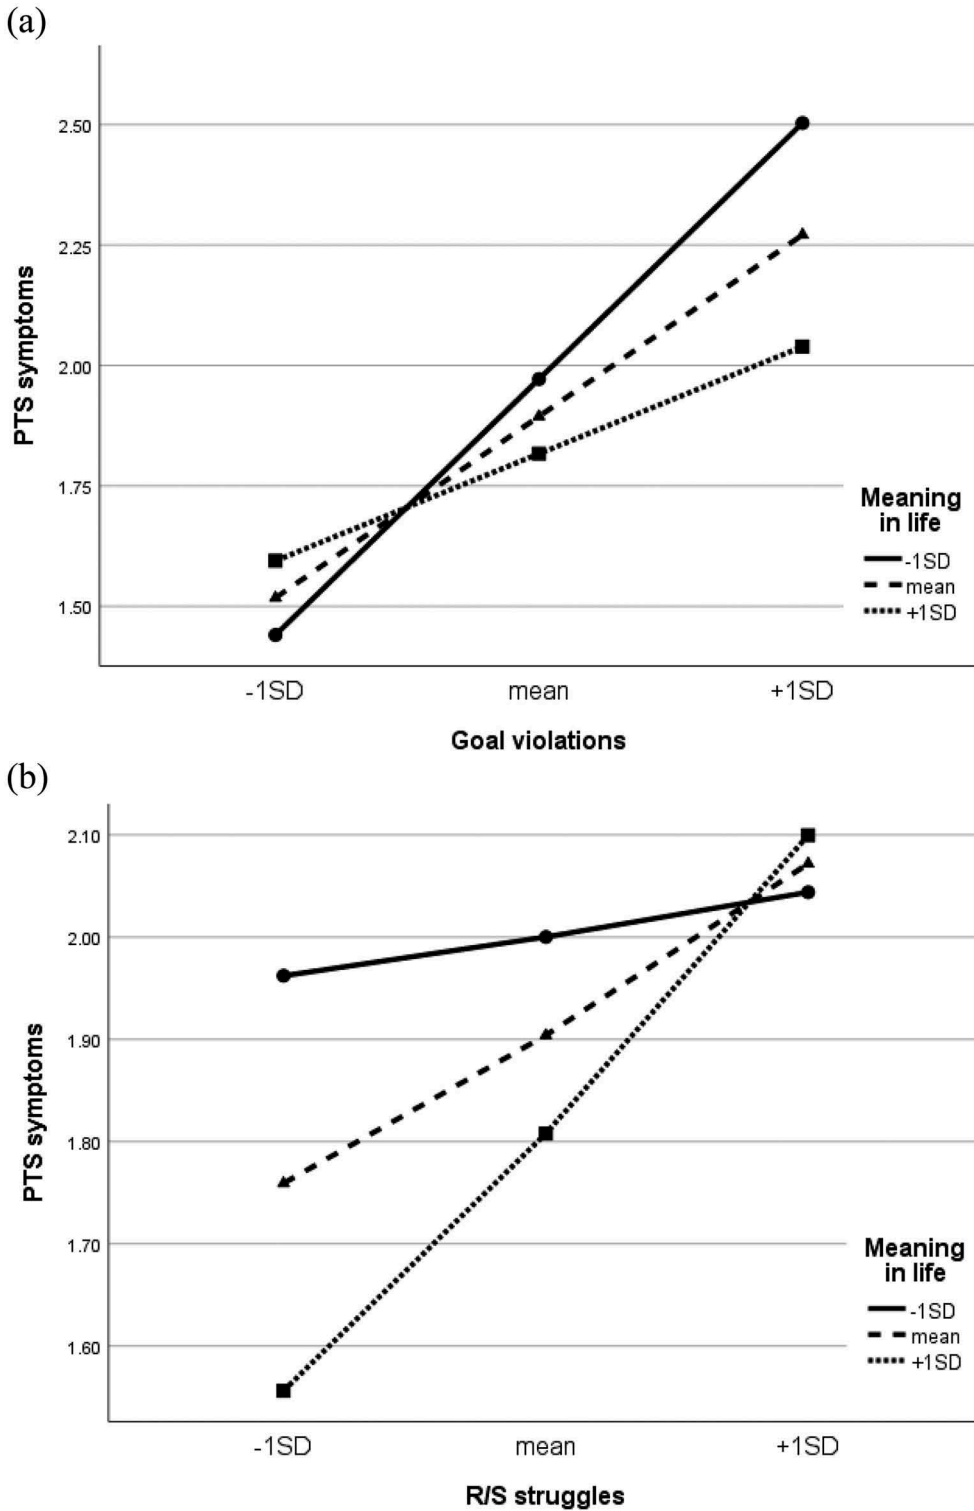 (a)
2.50
2.25
2.00
1.75
1.50
PTS symptoms
Meaning
in life
-1SD
mean
+1SD
-1SD
mean
+1SD
Goal violations
(b)
2.10
2.00
1.90
1.80
1.70
1.60
PTS symptoms
Meaning
in life
-1SD
mean
+1SD
-1SD
mean
+1SD
R/S struggles